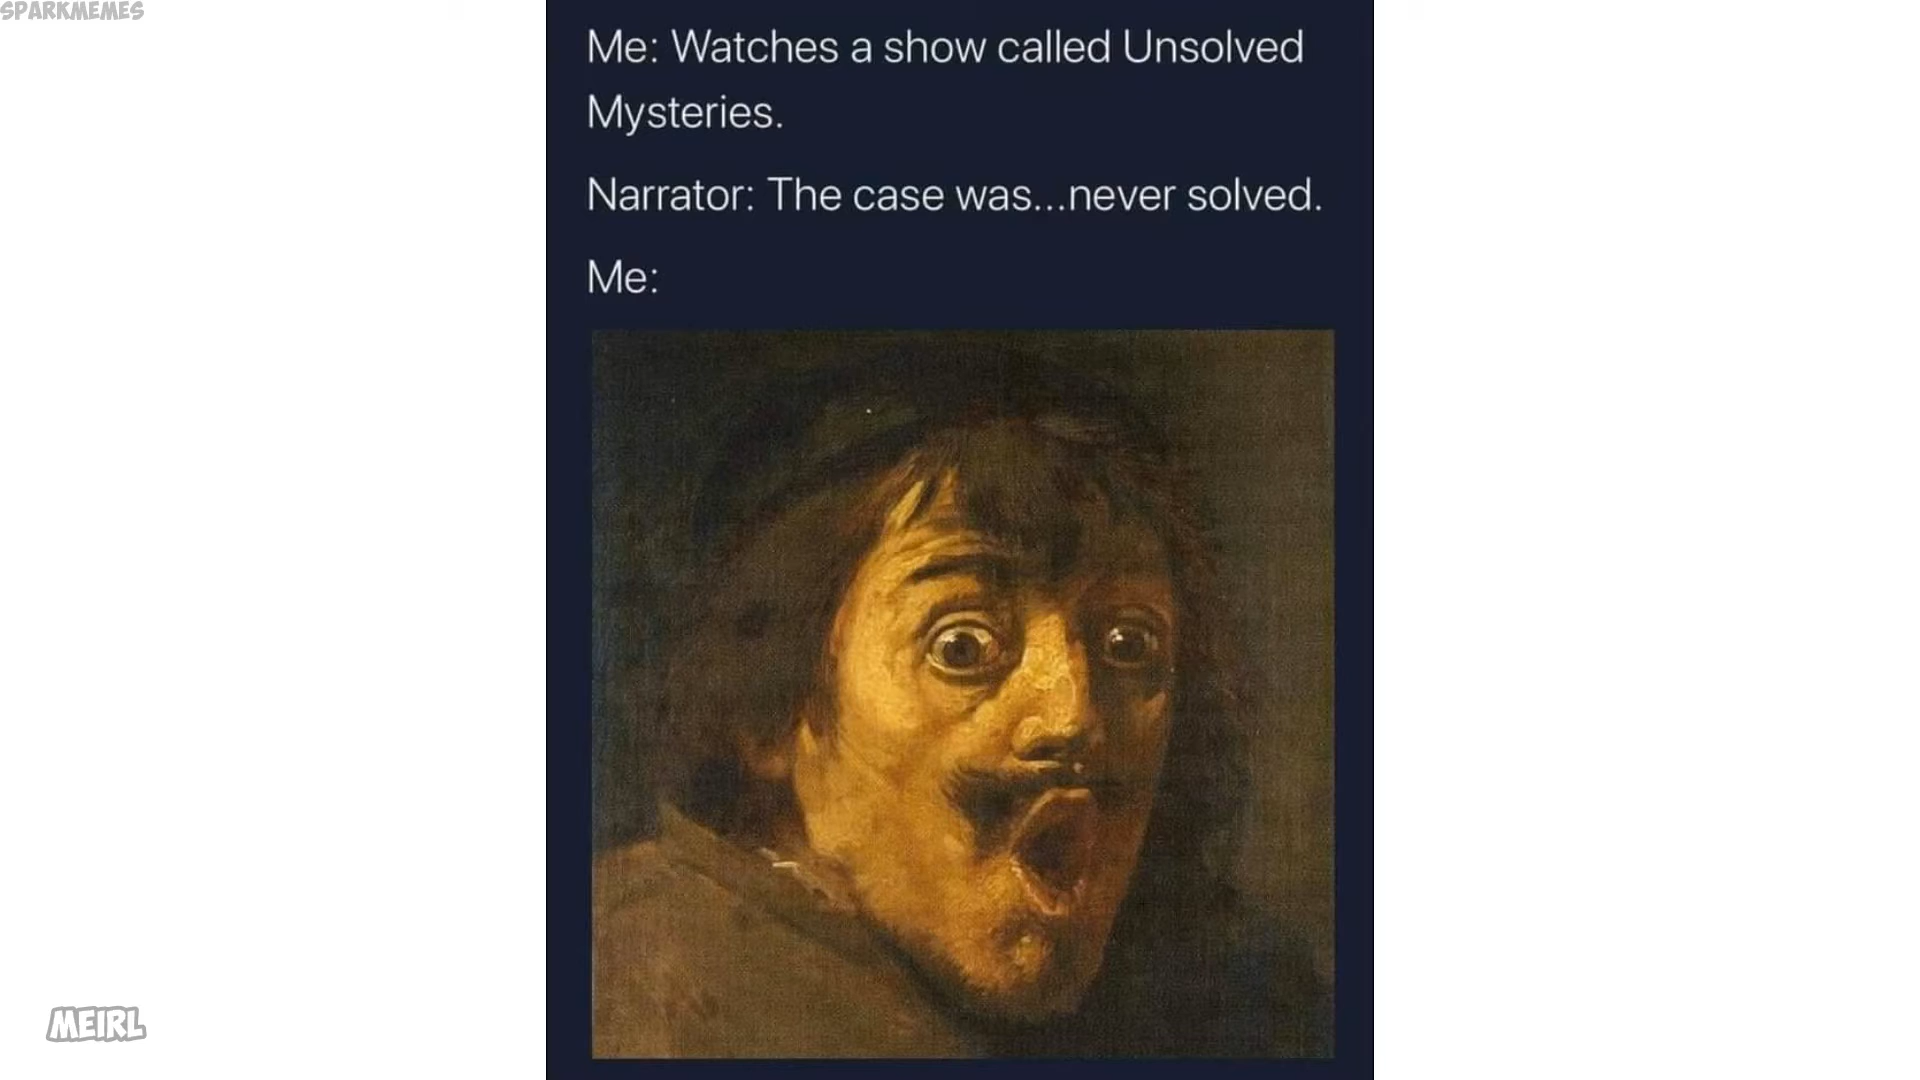 SPARKMEMES
Me: Watches a show called Unsolved
Mysteries.
Narrator: The case was...never solved.
Me:
MEIRL